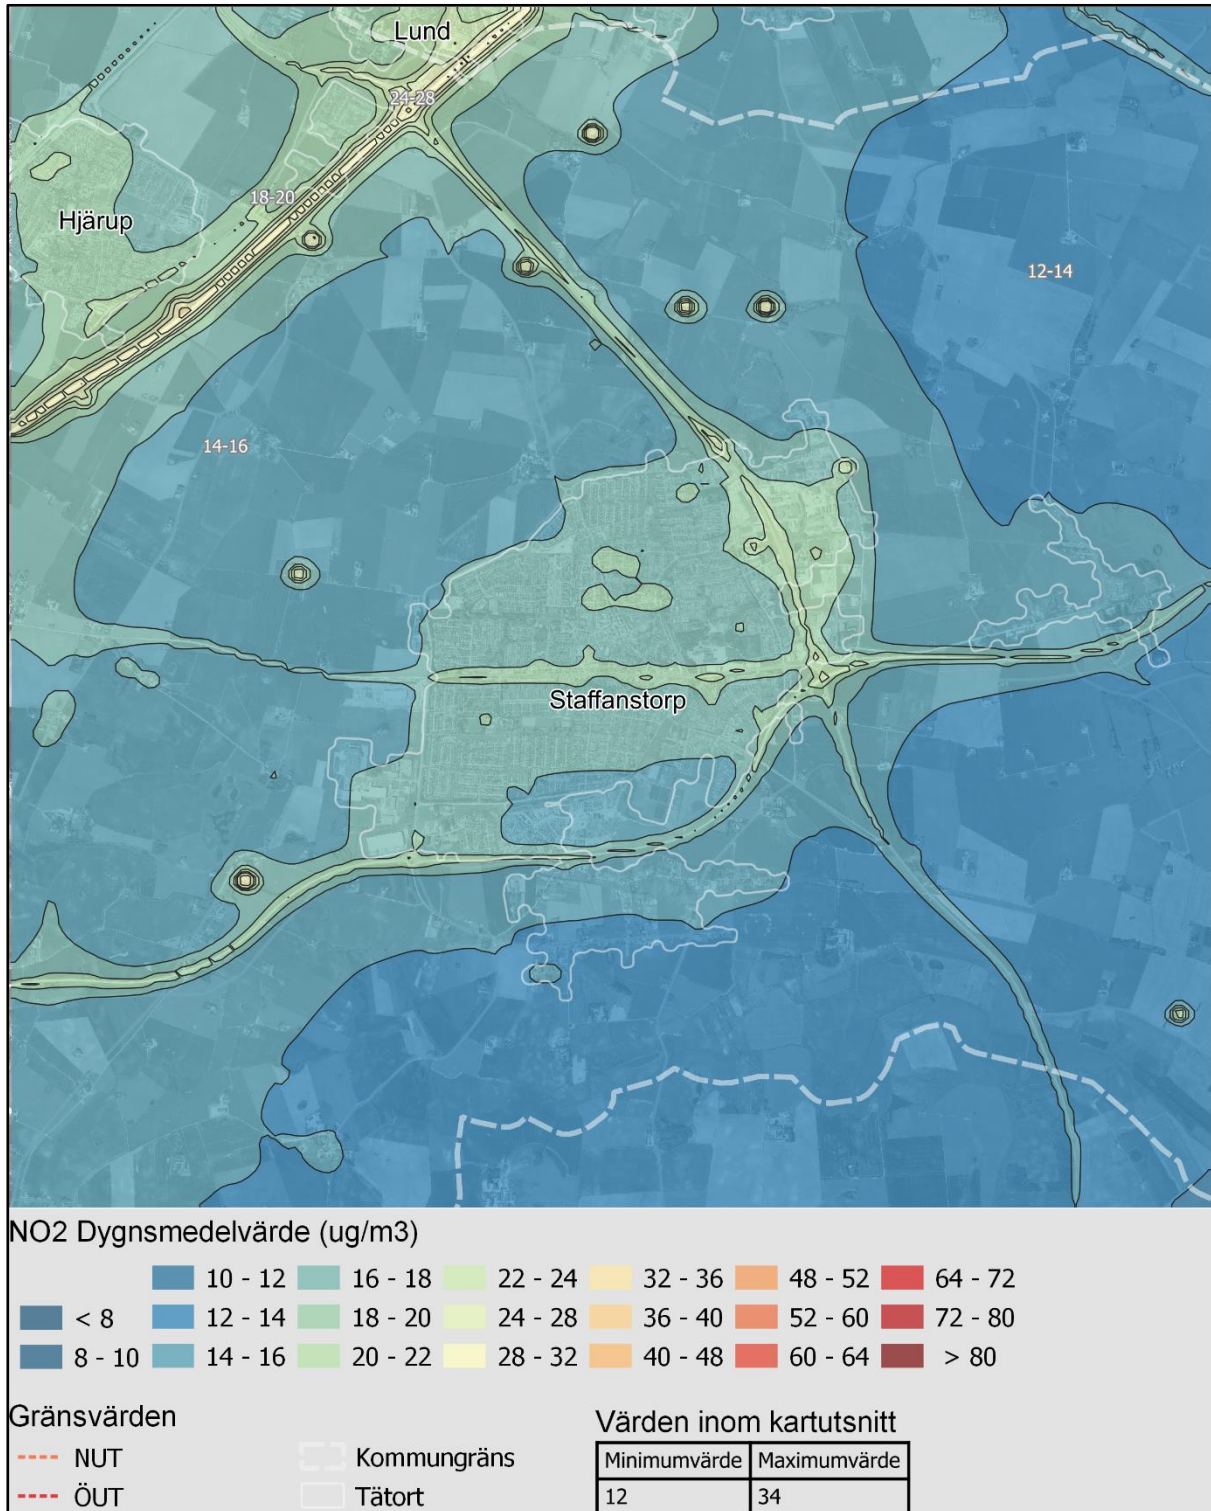 Lund
24-28
18-20
Hjärup
12-14
14-16
Staffanstorp
NO2 Dygnsmedelvärde (ug/m3)
10 - 12 16 - 18 22 - 24 32 - 36 48 - 52 64 - 72
< 8 12 - 14 18 - 20 24 - 28 36 - 40 52 - 60 72 - 80
8 - 10 14 - 16 20 - 22 28 - 32 40 - 48 60 - 64 > 80
Gränsvärden
NUT
ÖUT
Kommungräns
Tätort
Värden inom kartutsnitt
Minimumvärde Maximumvärde
12 34